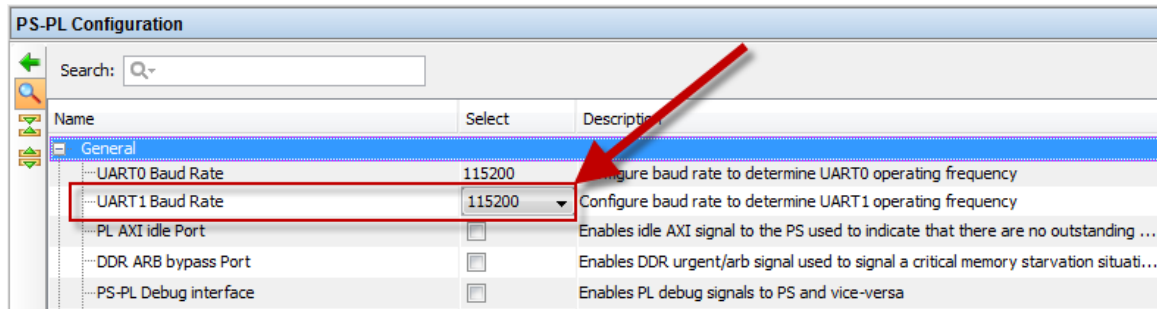 PS-PL Configuration
Search:
Name Select Description
General
UART0 Baud Rate 115200 Configure baud rate to determine UART0 operating frequency
UART1 Baud Rate 115200 Configure baud rate to determine UART1 operating frequency
PL AXI idle Port Enables idle AXI signal to the PS used to indicate that there are no outstanding ...
DDR ARB bypass Port Enables DDR urgent/arb signal used to signal a critical memory starvation situati...
PS-PL Debug interface Enables PL debug signals to PS and vice-versa